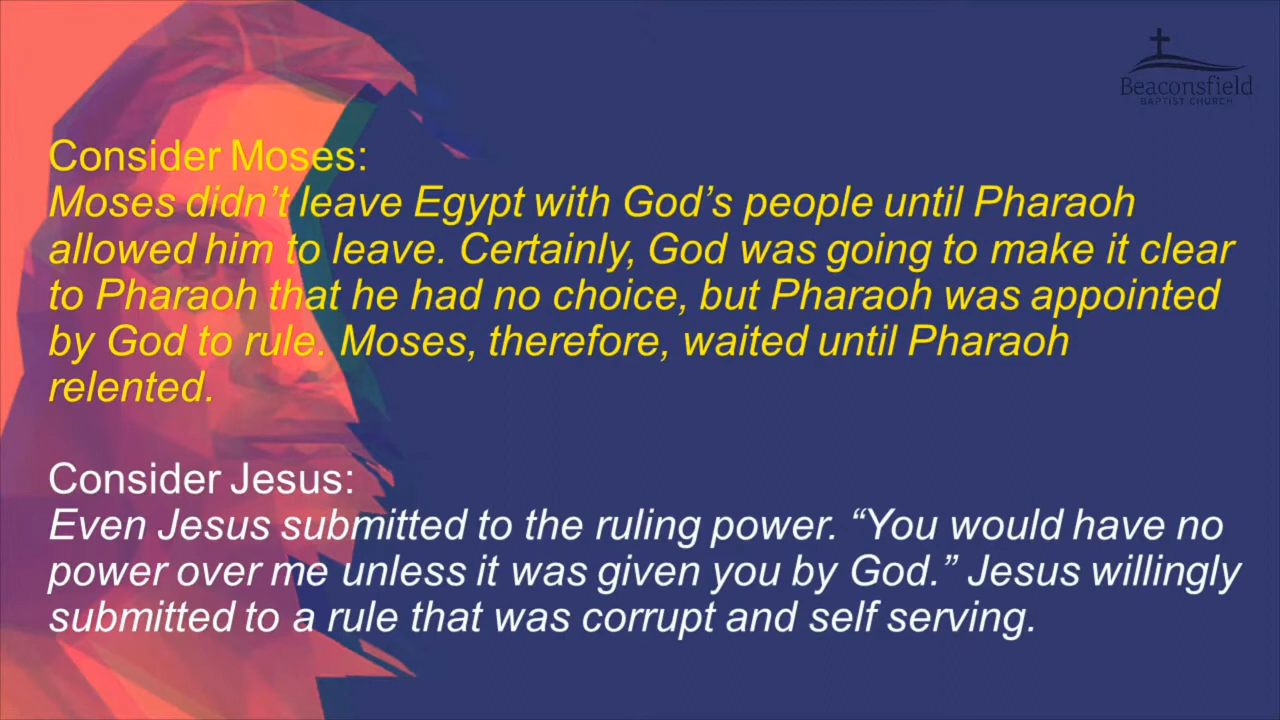 Beaconsfield
BAPTIST CHURCH
Consider Moses:
Moses didn’t leave Egypt with God’s people until Pharaoh
allowed him to leave. Certainly, God was going to make it clear
to Pharaoh that he had no choice, but Pharaoh was appointed
by God to rule. Moses, therefore, waited until Pharaoh
relented.
Consider Jesus:
Even Jesus submitted to the ruling power. “You would have no
power over me unless it was given you by God.” Jesus willingly
submitted to a rule that was corrupt and self serving.